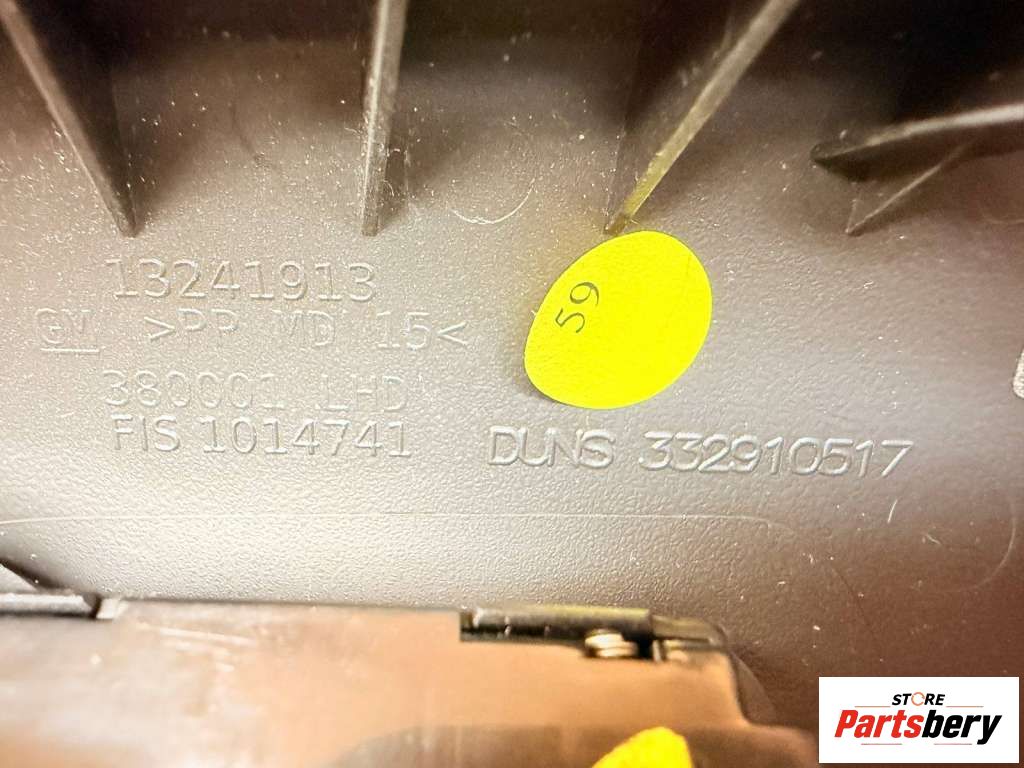 13241913
GM >PP MD 15<
59
380001 LHD
FIS 1014741
DUNS 332910517
STORE
Partsbery